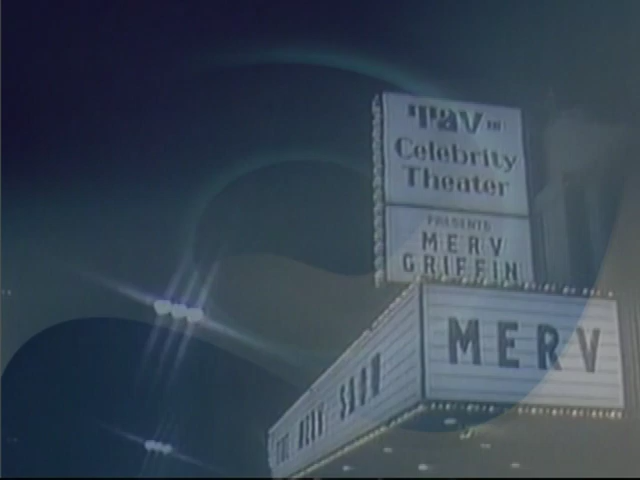 TAV
Celebrity
Theater
PRESENTS
MERV
GRIFFIN
MERV
THE MERV SHOW